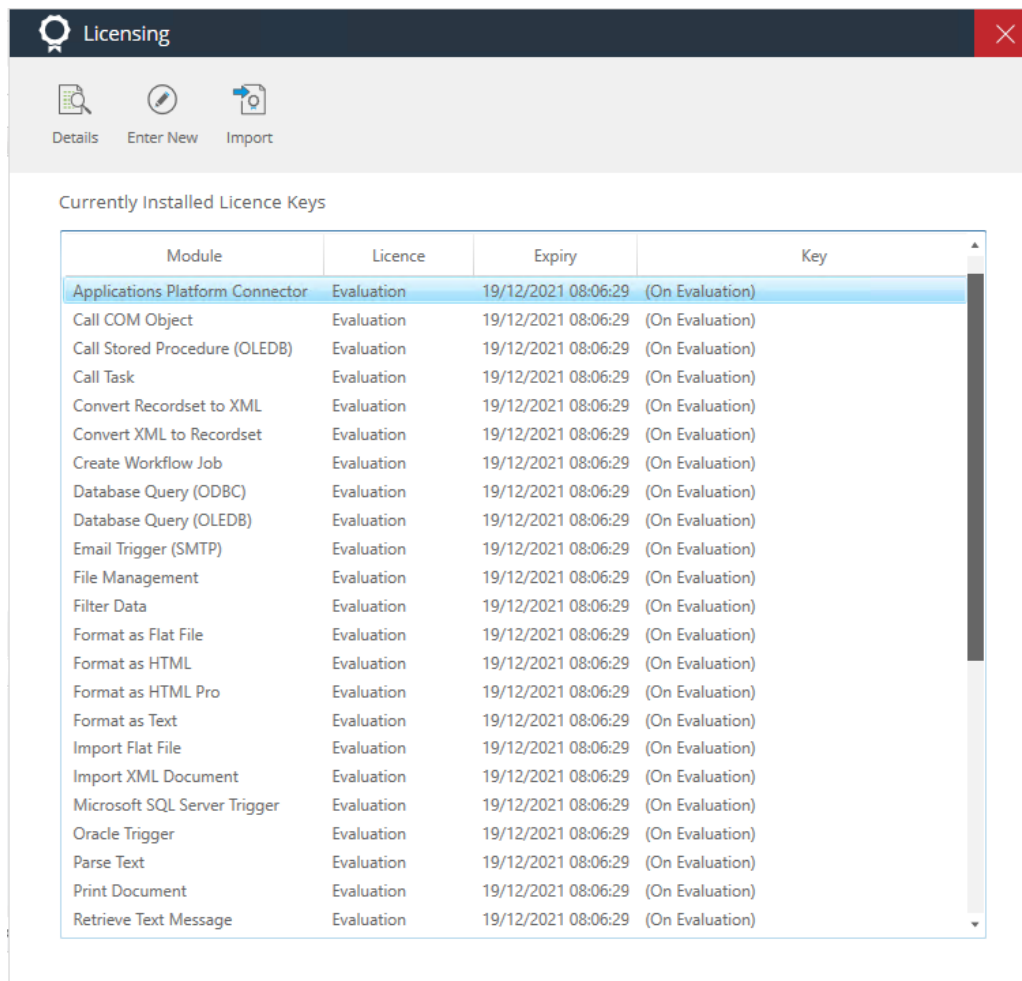 Licensing
Details Enter New Import
Currently Installed Licence Keys
Module Licence Expiry Key
Applications Platform Connector Evaluation 19/12/2021 08:06:29 (On Evaluation)
Call COM Object Evaluation 19/12/2021 08:06:29 (On Evaluation)
Call Stored Procedure (OLEDB) Evaluation 19/12/2021 08:06:29 (On Evaluation)
Call Task Evaluation 19/12/2021 08:06:29 (On Evaluation)
Convert Recordset to XML Evaluation 19/12/2021 08:06:29 (On Evaluation)
Convert XML to Recordset Evaluation 19/12/2021 08:06:29 (On Evaluation)
Create Workflow Job Evaluation 19/12/2021 08:06:29 (On Evaluation)
Database Query (ODBC) Evaluation 19/12/2021 08:06:29 (On Evaluation)
Database Query (OLEDB) Evaluation 19/12/2021 08:06:29 (On Evaluation)
Email Trigger (SMTP) Evaluation 19/12/2021 08:06:29 (On Evaluation)
File Management Evaluation 19/12/2021 08:06:29 (On Evaluation)
Filter Data Evaluation 19/12/2021 08:06:29 (On Evaluation)
Format as Flat File Evaluation 19/12/2021 08:06:29 (On Evaluation)
Format as HTML Evaluation 19/12/2021 08:06:29 (On Evaluation)
Format as HTML Pro Evaluation 19/12/2021 08:06:29 (On Evaluation)
Format as Text Evaluation 19/12/2021 08:06:29 (On Evaluation)
Import Flat File Evaluation 19/12/2021 08:06:29 (On Evaluation)
Import XML Document Evaluation 19/12/2021 08:06:29 (On Evaluation)
Microsoft SQL Server Trigger Evaluation 19/12/2021 08:06:29 (On Evaluation)
Oracle Trigger Evaluation 19/12/2021 08:06:29 (On Evaluation)
Parse Text Evaluation 19/12/2021 08:06:29 (On Evaluation)
Print Document Evaluation 19/12/2021 08:06:29 (On Evaluation)
Retrieve Text Message Evaluation 19/12/2021 08:06:29 (On Evaluation)